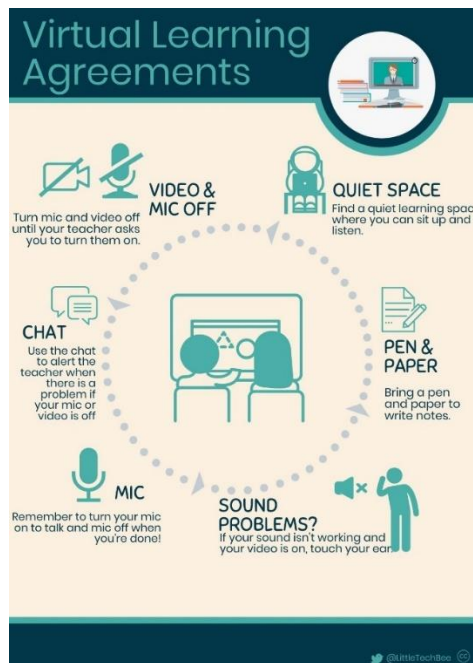 Virtual Learning
Agreements
VIDEO &
MIC OFF
Turn mic and video off
until your teacher asks
you to turn them on.
QUIET SPACE
Find a quiet learning space
where you can sit up and
listen.
PEN &
PAPER
Bring a pen
and paper to
write notes.
SOUND
PROBLEMS?
If your sound isn't working and
your video is on, touch your ear.
MIC
Remember to turn your mic
on to talk and mic off when
you're done!
CHAT
Use the chat
to alert the
teacher when
there is a
problem if
your mic or
video is off
@LittleTechBee
cc